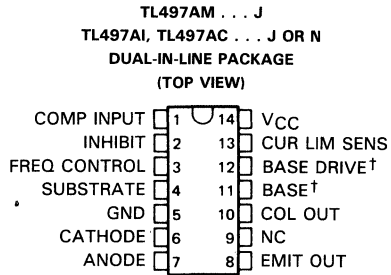 TL497AM . . . J
TL497AI, TL497AC . . . J OR N
DUAL-IN-LINE PACKAGE
(TOP VIEW)
COMP INPUT 1 14 VCC
INHIBIT 2 13 CUR LIM SENS
FREQ CONTROL 3 12 BASE DRIVE†
SUBSTRATE 4 11 BASE†
GND 5 10 COL OUT
CATHODE 6 9 NC
ANODE 7 8 EMIT OUT